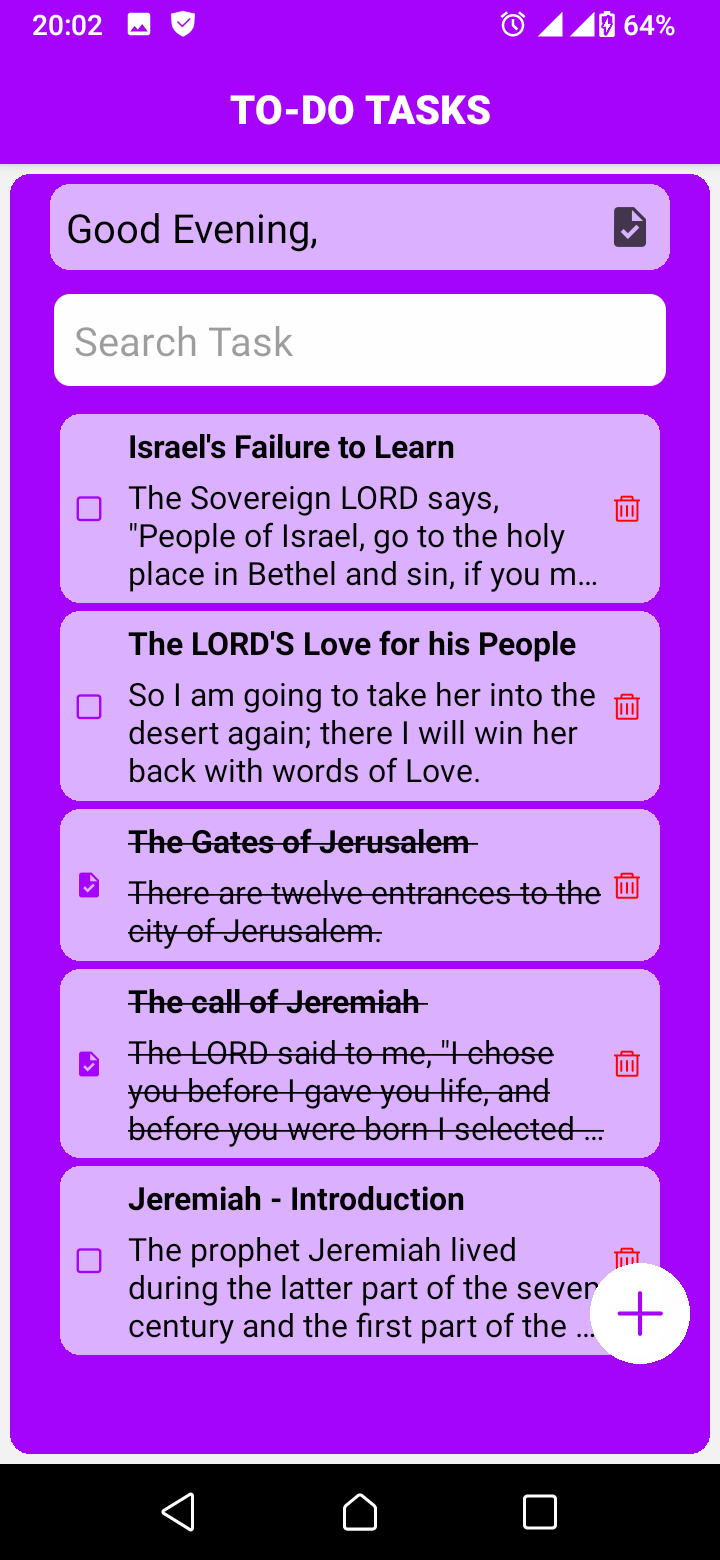 20:02
64%
TO-DO TASKS
Good Evening,
Search Task
Israel's Failure to Learn
The Sovereign LORD says,
"People of Israel, go to the holy
place in Bethel and sin, if you m...
The LORD'S Love for his People
So I am going to take her into the
desert again; there I will win her
back with words of Love.
The Gates of Jerusalem
There are twelve entrances to the
city of Jerusalem.
The call of Jeremiah
The LORD said to me, "I chose
you before I gave you life, and
before you were born I selected ...
Jeremiah - Introduction
The prophet Jeremiah lived
during the latter part of the seven
century and the first part of the ...